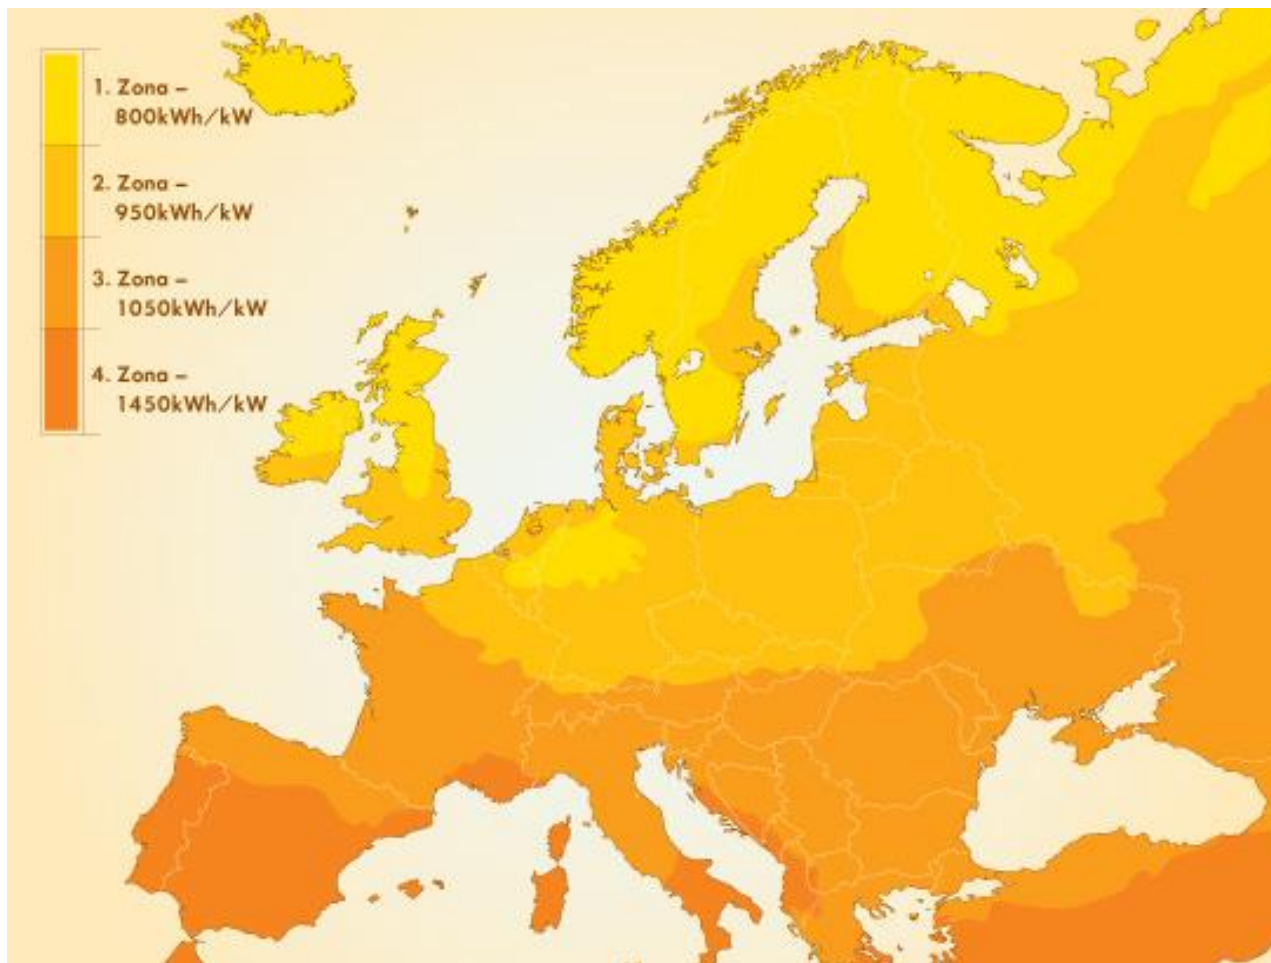 1. Zona –
800kWh/kW
2. Zona –
950kWh/kW
3. Zona –
1050kWh/kW
4. Zona –
1450kWh/kW